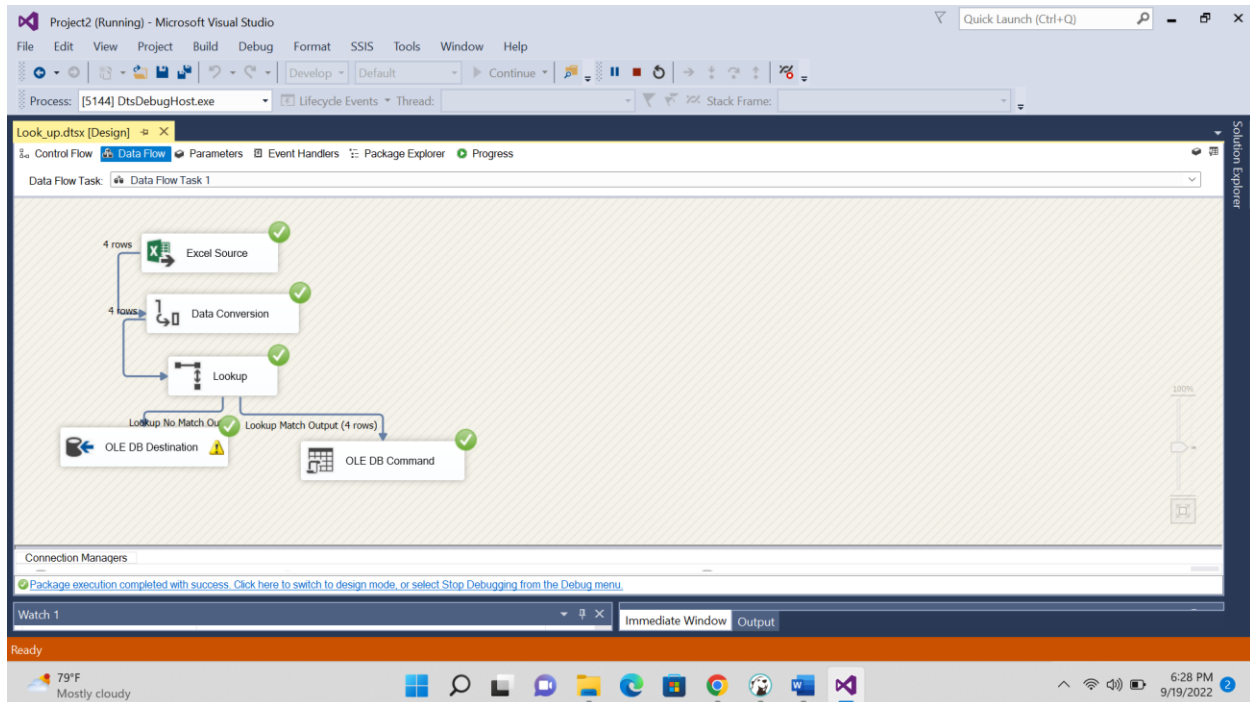 Project2 (Running) - Microsoft Visual Studio
Quick Launch (Ctrl+Q)
File Edit View Project Build Debug Format SSIS Tools Window Help
Develop Default Continue
Process: [5144] DtsDebugHost.exe Lifecycle Events Thread: Stack Frame:
Look_up.dtsx [Design]
Solution Explorer
Control Flow Data Flow Parameters Event Handlers Package Explorer Progress
Data Flow Task: Data Flow Task 1
4 rows
Excel Source
4 rows
Data Conversion
Lookup
100%
Lookup No Match Ou
Lookup Match Output (4 rows)
OLE DB Destination
OLE DB Command
Connection Managers
Package execution completed with success. Click here to switch to design mode, or select Stop Debugging from the Debug menu.
Watch 1
Immediate Window Output
Ready
79°F
Mostly cloudy
6:28 PM
9/19/2022
2